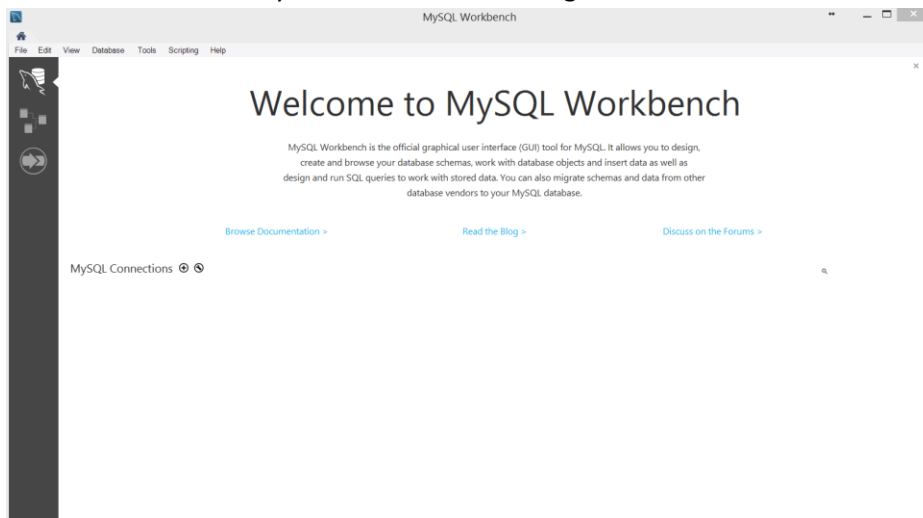 MySQL Workbench
File Edit View Database Tools Scripting Help
Welcome to MySQL Workbench
MySQL Workbench is the official graphical user interface (GUI) tool for MySQL. It allows you to design,
create and browse your database schemas, work with database objects and insert data as well as
design and run SQL queries to work with stored data. You can also migrate schemas and data from other
database vendors to your MySQL database.
Browse Documentation > Read the Blog > Discuss on the Forums >
MySQL Connections